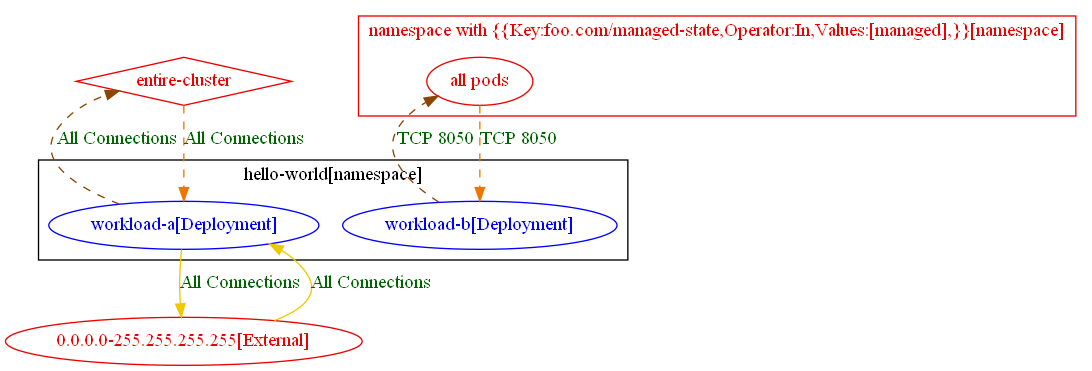 namespace with {{Key:foo.com/managed-state,Operator:In,Values:[managed],}}[namespace]
entire-cluster
all pods
All Connections
All Connections
TCP 8050
TCP 8050
hello-world[namespace]
workload-a[Deployment]
workload-b[Deployment]
All Connections
All Connections
0.0.0.0-255.255.255.255[External]